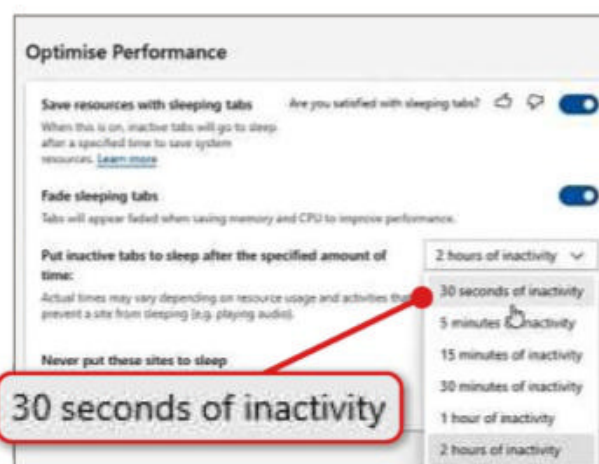 Optimise Performance
Save resources with sleeping tabs Are you satisfied with sleeping tabs?
When this is on, inactive tabs will go to sleep
after a specified time to save system
resources. Learn more
Fade sleeping tabs
Tabs will appear faded when saving memory and CPU to improve performance.
Put inactive tabs to sleep after the specified amount of
time:
2 hours of inactivity
Actual times may vary depending on resource usage and activities
prevent a site from sleeping (e.g. playing audio).
30 seconds of inactivity
5 minutes inactivity
15 minutes of inactivity
Never put these sites to sleep
30 minutes of inactivity
30 seconds of inactivity
1 hour of inactivity
2 hours of inactivity